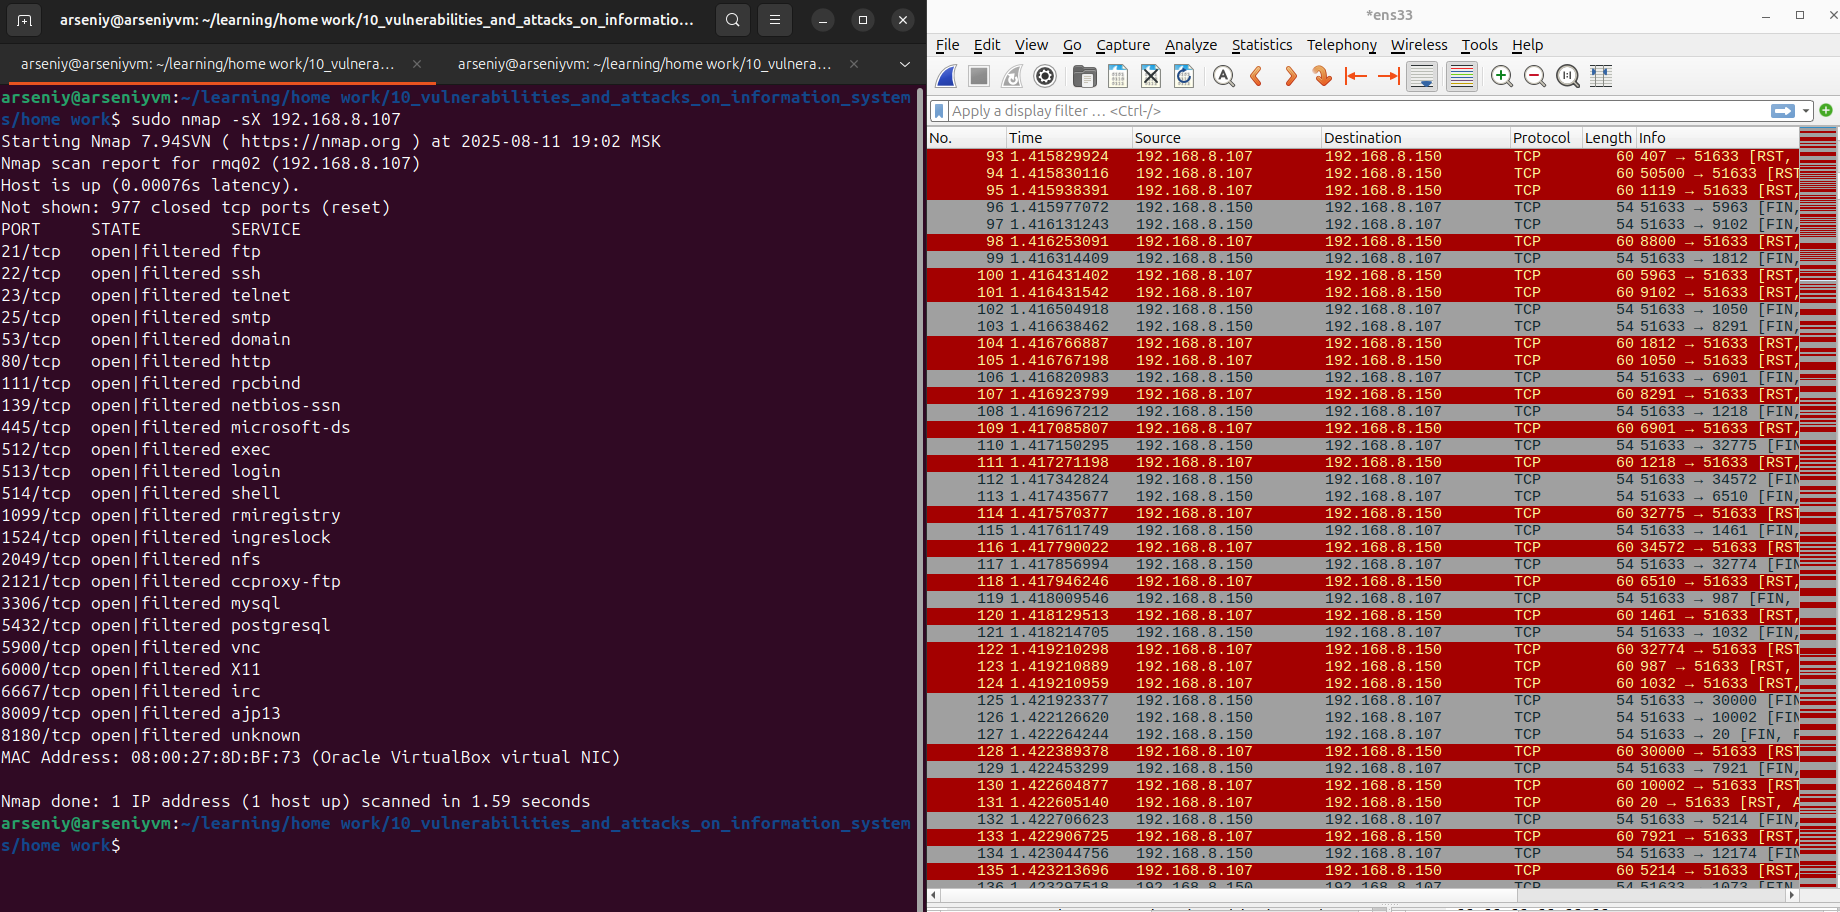 arseniy@arseniyvm: ~/learning/home work/10_vulnerabilities_and_attacks_on_informatio...
arseniy@arseniyvm: ~/learning/home work/10_vulnera...
arseniy@arseniyvm: ~/learning/home work/10_vulnera...
arseniy@arseniyvm:~/learning/home work/10_vulnerabilities_and_attacks_on_information_system
s/home work$ sudo nmap -sX 192.168.8.107
Starting Nmap 7.94SVN ( https://nmap.org ) at 2025-08-11 19:02 MSK
Nmap scan report for rmq02 (192.168.8.107)
Host is up (0.00076s latency).
Not shown: 977 closed tcp ports (reset)
PORT STATE SERVICE
21/tcp open|filtered ftp
22/tcp open|filtered ssh
23/tcp open|filtered telnet
25/tcp open|filtered smtp
53/tcp open|filtered domain
80/tcp open|filtered http
111/tcp open|filtered rpcbind
139/tcp open|filtered netbios-ssn
445/tcp open|filtered microsoft-ds
512/tcp open|filtered exec
513/tcp open|filtered login
514/tcp open|filtered shell
1099/tcp open|filtered rmiregistry
1524/tcp open|filtered ingreslock
2049/tcp open|filtered nfs
2121/tcp open|filtered ccproxy-ftp
3306/tcp open|filtered mysql
5432/tcp open|filtered postgresql
5900/tcp open|filtered vnc
6000/tcp open|filtered X11
6667/tcp open|filtered irc
8009/tcp open|filtered ajp13
8180/tcp open|filtered unknown
MAC Address: 08:00:27:8D:BF:73 (Oracle VirtualBox virtual NIC)
Nmap done: 1 IP address (1 host up) scanned in 1.59 seconds
arseniy@arseniyvm:~/learning/home work/10_vulnerabilities_and_attacks_on_information_system
s/home work$
*ens33
File Edit View Go Capture Analyze Statistics Telephony Wireless Tools Help
Apply a display filter … <Ctrl-/>
No. Time Source Destination Protocol Length Info
93 1.415829924 192.168.8.107 192.168.8.150 TCP 60 407 → 51633 [RST,
94 1.415830116 192.168.8.107 192.168.8.150 TCP 60 50500 → 51633 [RST
95 1.415938391 192.168.8.107 192.168.8.150 TCP 60 1119 → 51633 [RST,
96 1.415977072 192.168.8.150 192.168.8.107 TCP 54 51633 → 5963 [FIN,
97 1.416131243 192.168.8.150 192.168.8.107 TCP 54 51633 → 9102 [FIN,
98 1.416253091 192.168.8.107 192.168.8.150 TCP 60 8800 → 51633 [RST,
99 1.416314409 192.168.8.150 192.168.8.107 TCP 54 51633 → 1812 [FIN,
100 1.416431402 192.168.8.107 192.168.8.150 TCP 60 5963 → 51633 [RST,
101 1.416431542 192.168.8.107 192.168.8.150 TCP 60 9102 → 51633 [RST,
102 1.416504918 192.168.8.150 192.168.8.107 TCP 54 51633 → 1050 [FIN,
103 1.416638462 192.168.8.150 192.168.8.107 TCP 54 51633 → 8291 [FIN,
104 1.416766887 192.168.8.107 192.168.8.150 TCP 60 1812 → 51633 [RST,
105 1.416767198 192.168.8.107 192.168.8.150 TCP 60 1050 → 51633 [RST,
106 1.416820983 192.168.8.150 192.168.8.107 TCP 54 51633 → 6901 [FIN,
107 1.416923799 192.168.8.107 192.168.8.150 TCP 60 8291 → 51633 [RST,
108 1.416967212 192.168.8.150 192.168.8.107 TCP 54 51633 → 1218 [FIN,
109 1.417085807 192.168.8.107 192.168.8.150 TCP 60 6901 → 51633 [RST,
110 1.417150295 192.168.8.150 192.168.8.107 TCP 54 51633 → 32775 [FIN
111 1.417271198 192.168.8.107 192.168.8.150 TCP 60 1218 → 51633 [RST,
112 1.417342824 192.168.8.150 192.168.8.107 TCP 54 51633 → 34572 [FIN
113 1.417435677 192.168.8.150 192.168.8.107 TCP 54 51633 → 6510 [FIN,
114 1.417570377 192.168.8.107 192.168.8.150 TCP 60 32775 → 51633 [RST
115 1.417611749 192.168.8.150 192.168.8.107 TCP 54 51633 → 1461 [FIN,
116 1.417790022 192.168.8.107 192.168.8.150 TCP 60 34572 → 51633 [RST
117 1.417856994 192.168.8.150 192.168.8.107 TCP 54 51633 → 32774 [FIN
118 1.417946246 192.168.8.107 192.168.8.150 TCP 60 6510 → 51633 [RST,
119 1.418009546 192.168.8.150 192.168.8.107 TCP 54 51633 → 987 [FIN,
120 1.418129513 192.168.8.107 192.168.8.150 TCP 60 1461 → 51633 [RST,
121 1.418214705 192.168.8.150 192.168.8.107 TCP 54 51633 → 1032 [FIN,
122 1.419210298 192.168.8.107 192.168.8.150 TCP 60 32774 → 51633 [RST
123 1.419210889 192.168.8.107 192.168.8.150 TCP 60 987 → 51633 [RST,
124 1.419210959 192.168.8.107 192.168.8.150 TCP 60 1032 → 51633 [RST,
125 1.421923377 192.168.8.150 192.168.8.107 TCP 54 51633 → 30000 [FIN
126 1.422126620 192.168.8.150 192.168.8.107 TCP 54 51633 → 10002 [FIN
127 1.422264244 192.168.8.150 192.168.8.107 TCP 54 51633 → 20 [FIN, P
128 1.422389378 192.168.8.107 192.168.8.150 TCP 60 30000 → 51633 [RST
129 1.422453299 192.168.8.150 192.168.8.107 TCP 54 51633 → 7921 [FIN,
130 1.422604877 192.168.8.107 192.168.8.150 TCP 60 10002 → 51633 [RST
131 1.422605140 192.168.8.107 192.168.8.150 TCP 60 20 → 51633 [RST, A
132 1.422706623 192.168.8.150 192.168.8.107 TCP 54 51633 → 5214 [FIN,
133 1.422906725 192.168.8.107 192.168.8.150 TCP 60 7921 → 51633 [RST,
134 1.423044756 192.168.8.150 192.168.8.107 TCP 54 51633 → 12174 [FIN
135 1.423213696 192.168.8.107 192.168.8.150 TCP 60 5214 → 51633 [RST,
136 1.423297518 192.168.8.150 192.168.8.107 TCP 54 51633 → 1073 [FIN,